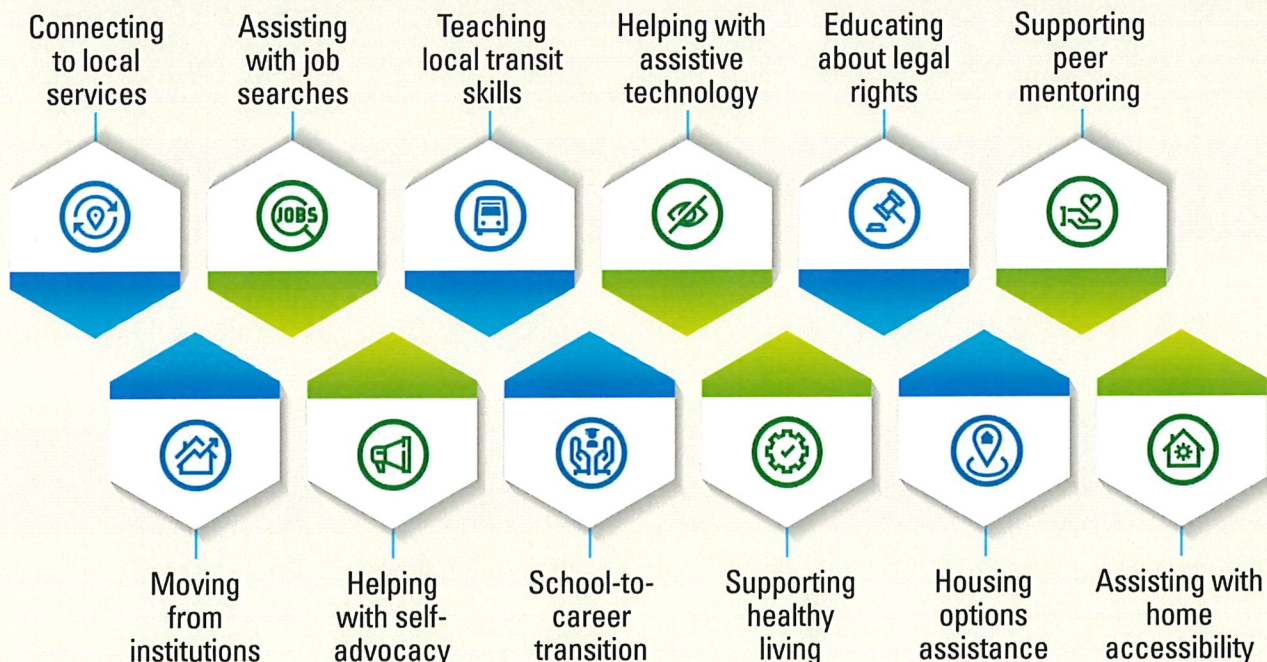 Connecting
to local
services
Assisting
with job
searches
Teaching
local transit
skills
Helping with
assistive
technology
Educating
about legal
rights
Supporting
peer
mentoring
JOBS
Moving
from
institutions
Helping
with self-
advocacy
School-to-
career
transition
Supporting
healthy
living
Housing
options
assistance
Assisting with
home
accessibility